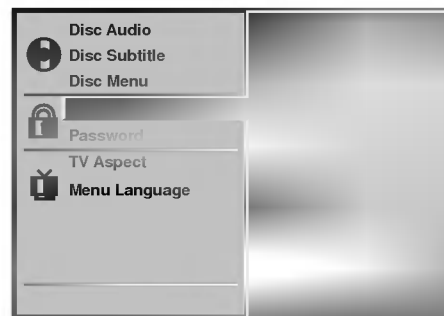 Disc Audio
Disc Subtitle
Disc Menu
Password
TV Aspect
Menu Language